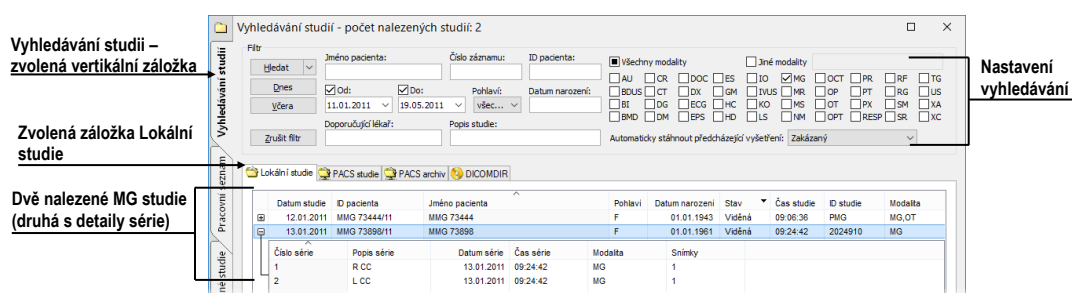 Vyhledávání studií - počet nalezených studií: 2
Vyhledávání studii –
zvolená vertikální záložka
Zvolená záložka Lokální
studie
Dvě nalezené MG studie
(druhá s detaily série)
Nastavení
vyhledávání
Vyhledávání studií
Pracovní seznam
né studie
Filtr
Hledat
Dnes
Včera
Zrušit filtr
Jméno pacienta: Číslo záznamu: ID pacienta:
Od: Do: Pohlaví: Datum narození:
11.01.2011 19.05.2011 všec...
Doporučující lékař: Popis studie:
Všechny modality Jiné modality
AU CR DOC ES IO MG OCT PR RF TG
BDUS CT DX GM IVUS MR OP PT RG US
BI DG ECG HC KO MS OT PX SM XA
BMD DM EPS HD LS NM OPT RESP SR XC
Automaticky stáhnout předcházející vyšetření: Zakázaný
Lokální studie PACS studie PACS archiv DICOMDIR
Datum studie ID pacienta Jméno pacienta Pohlaví Datum narození Stav Čas studie ID studie Modalita
12.01.2011 MMG 73444/11 MMG 73444 F 01.01.1943 Viděná 09:06:36 PMG MG,OT
13.01.2011 MMG 73898/11 MMG 73898 F 01.01.1961 Viděná 09:24:42 2024910 MG
Číslo série Popis série Datum série Čas série Modalita Snímky
1 R CC 13.01.2011 09:24:42 MG 1
2 L CC 13.01.2011 09:24:42 MG 1